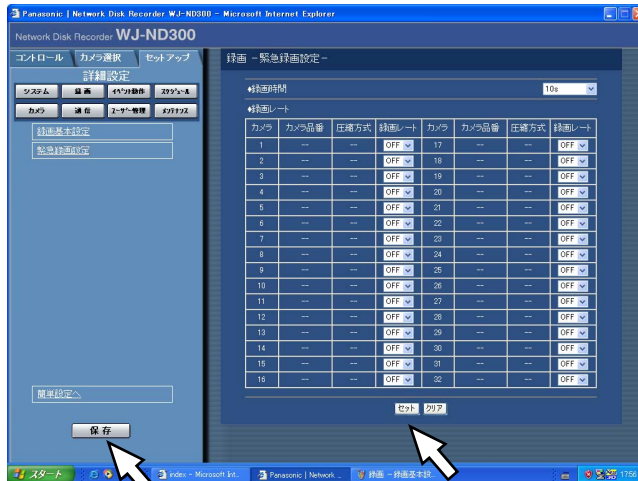 Panasonic | Network Disk Recorder WJ-ND300 - Microsoft Internet Explorer
Network Disk Recorder WJ-ND300
コントロール カメラ選択 セットアップ
詳細設定
システム 録画 イベント動作 スケジュール
カメラ 通信 ユーザー管理 メンテナンス
録画基本設定
緊急録画設定
簡単設定へ
保存
録画 －緊急録画設定－
♦録画時間 10s
♦録画レート
カメラ カメラ品番 圧縮方式 録画レート カメラ カメラ品番 圧縮方式 録画レート
1 -- -- OFF 17 -- -- OFF
2 -- -- OFF 18 -- -- OFF
3 -- -- OFF 19 -- -- OFF
4 -- -- OFF 20 -- -- OFF
5 -- -- OFF 21 -- -- OFF
6 -- -- OFF 22 -- -- OFF
7 -- -- OFF 23 -- -- OFF
8 -- -- OFF 24 -- -- OFF
9 -- -- OFF 25 -- -- OFF
10 -- -- OFF 26 -- -- OFF
11 -- -- OFF 27 -- -- OFF
12 -- -- OFF 28 -- -- OFF
13 -- -- OFF 29 -- -- OFF
14 -- -- OFF 30 -- -- OFF
15 -- -- OFF 31 -- -- OFF
16 -- -- OFF 32 -- -- OFF
セット クリア
スタート index - Microsoft Int... Panasonic | Network ... 録画 －録画基本設... 17:56